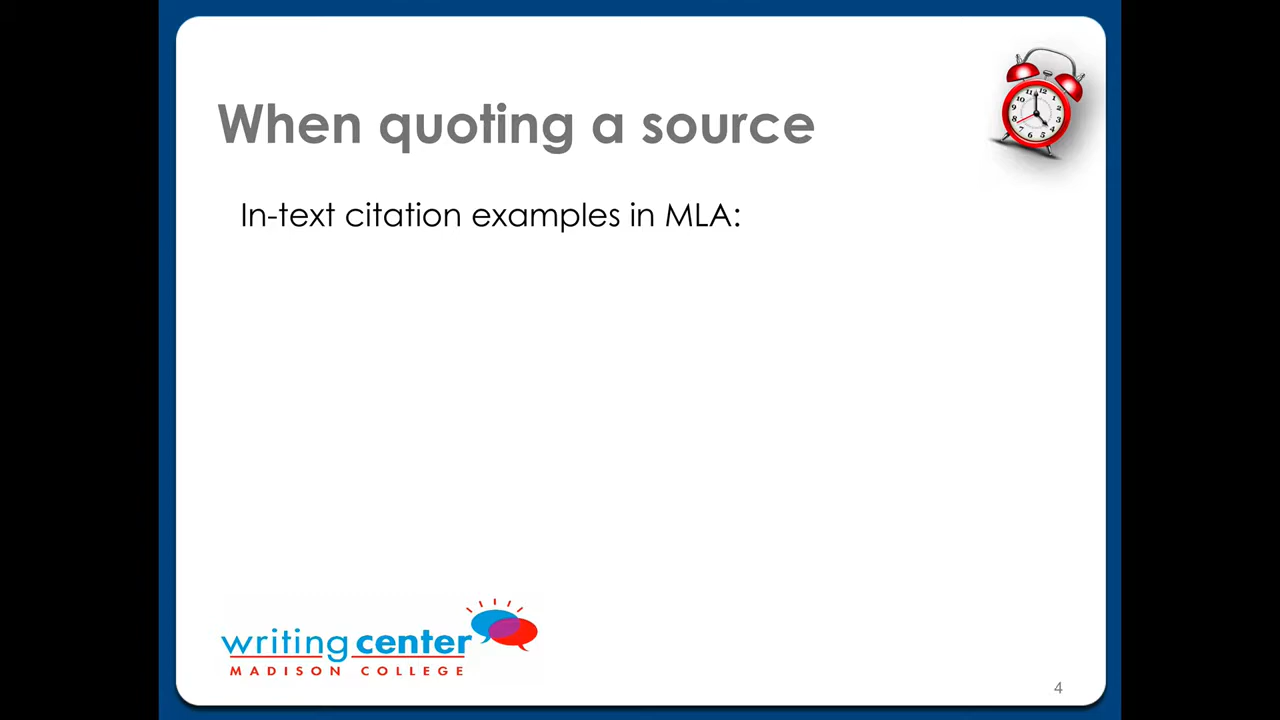 When quoting a source
In-text citation examples in MLA:
writing center
MADISON COLLEGE
4